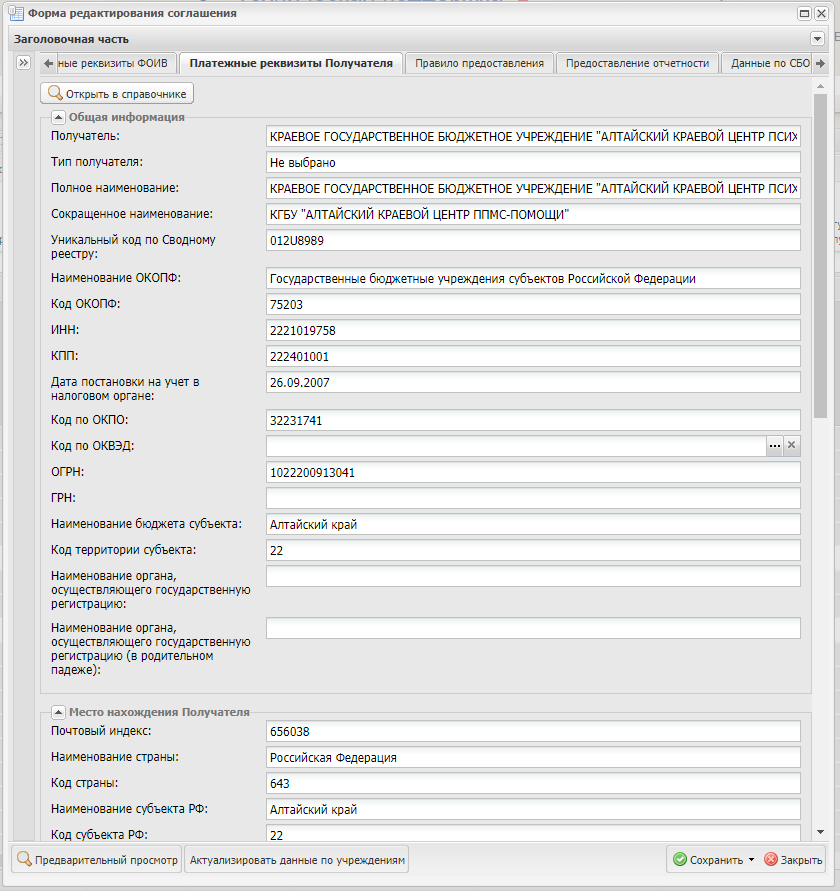 Форма редактирования соглашения
Заголовочная часть
ные реквизиты ФОИВ
Платежные реквизиты Получателя
Правило предоставления
Предоставление отчетности
Данные по СБО
Открыть в справочнике
Общая информация
Получатель: КРАЕВОЕ ГОСУДАРСТВЕННОЕ БЮДЖЕТНОЕ УЧРЕЖДЕНИЕ "АЛТАЙСКИЙ КРАЕВОЙ ЦЕНТР ПСИХ
Тип получателя: Не выбрано
Полное наименование: КРАЕВОЕ ГОСУДАРСТВЕННОЕ БЮДЖЕТНОЕ УЧРЕЖДЕНИЕ "АЛТАЙСКИЙ КРАЕВОЙ ЦЕНТР ПСИХ
Сокращенное наименование: КГБУ "АЛТАЙСКИЙ КРАЕВОЙ ЦЕНТР ППМС-ПОМОЩИ"
Уникальный код по Сводному 012U8989
реестру:
Наименование ОКОПФ: Государственные бюджетные учреждения субъектов Российской Федерации
Код ОКОПФ: 75203
ИНН: 2221019758
КПП: 222401001
Дата постановки на учет в 26.09.2007
налоговом органе:
Код по ОКПО: 32231741
Код по ОКВЭД:
ОГРН: 1022200913041
ГРН:
Наименование бюджета субъекта: Алтайский край
Код территории субъекта: 22
Наименование органа,
осуществляющего государственную
регистрацию:
Наименование органа,
осуществляющего государственную
регистрацию (в родительном
падеже):
Место нахождения Получателя
Почтовый индекс: 656038
Наименование страны: Российская Федерация
Код страны: 643
Наименование субъекта РФ: Алтайский край
Код субъекта РФ: 22
Предварительный просмотр
Актуализировать данные по учреждениям
Сохранить
Закрыть